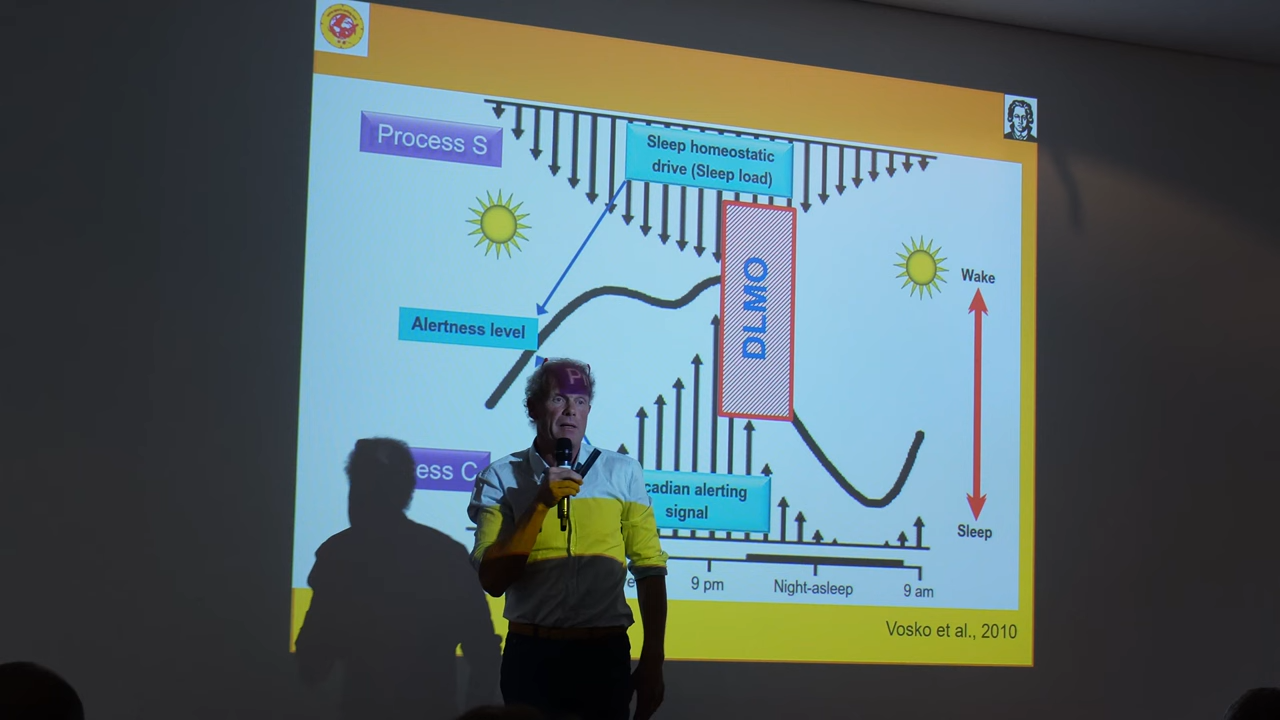 Process S
Sleep homeostatic
drive (Sleep load)
DLMO
Wake
Alertness level
P
ess C
cadian alerting
signal
Sleep
e
9 pm
Night-asleep
9 am
Vosko et al., 2010